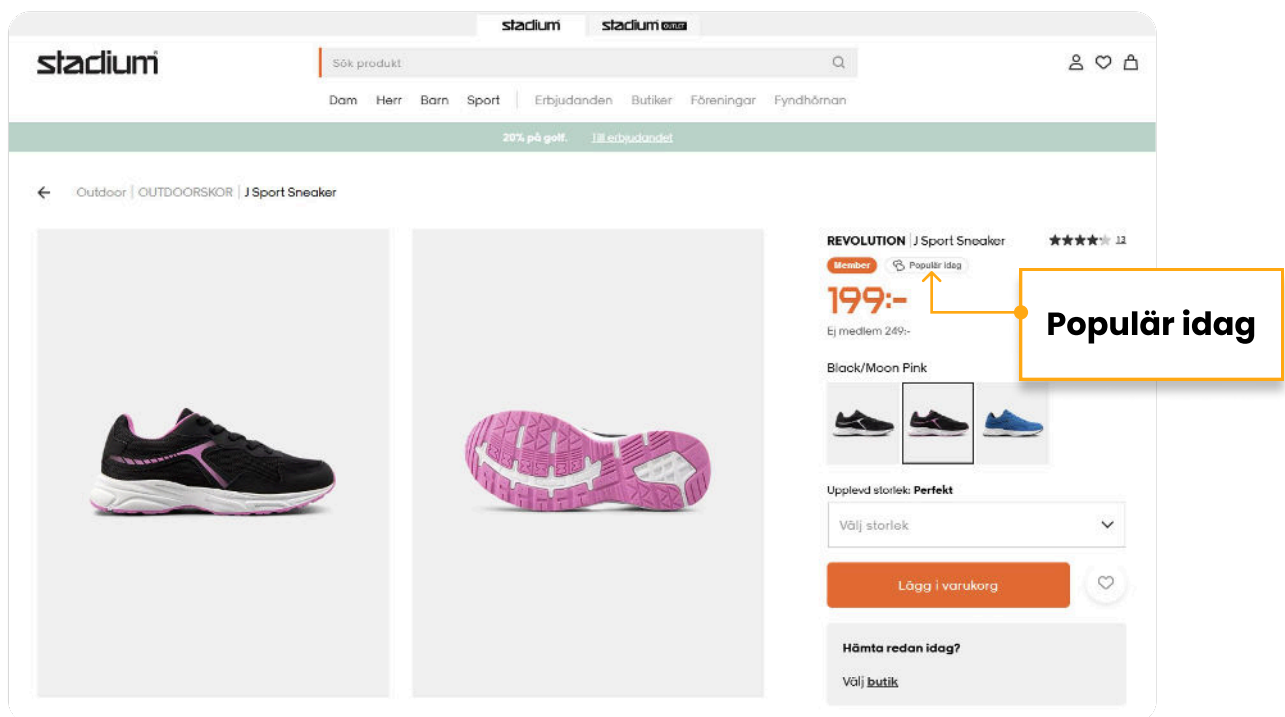 stadium stadium OUTLET
stadium
Sök produkt
Dam Herr Barn Sport Erbjudanden Butiker Föreningar Fyndhörnan
20% på golf. Till erbjudandet
Outdoor | OUTDOORSKOR | J Sport Sneaker
REVOLUTION | J Sport Sneaker 13
Member Populär idag
199:-
Ej medlem 249:-
Populär idag
Black/Moon Pink
Upplevd storlek: Perfekt
Välj storlek
Lägg i varukorg
Hämta redan idag?
Välj butik